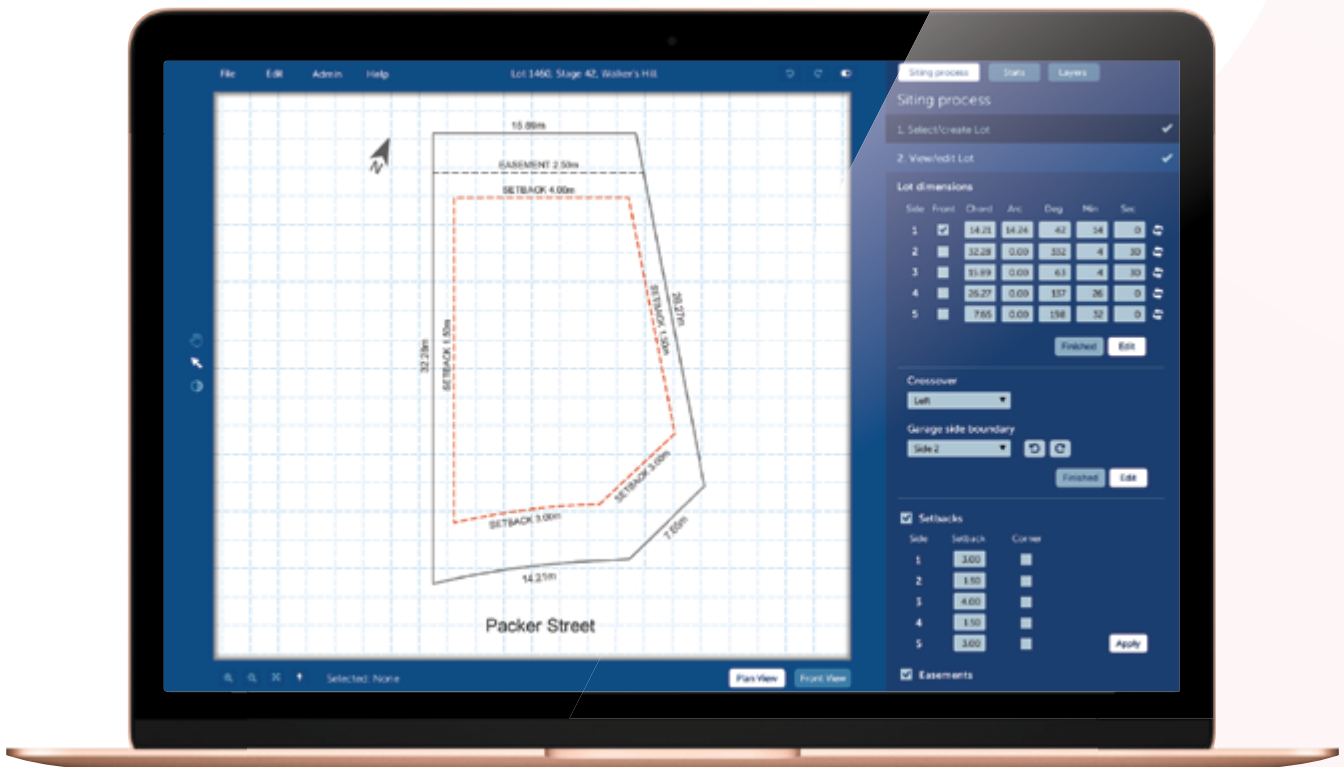 File Edit Admin Help
Lot 1460, Stage 42, Walker's Hill
15.89m
EASEMENT 2.50m
SETBACK 4.00m
SETBACK 1.50m
26.27m
32.28m
SETBACK 1.50m
SETBACK 3.00m
SETBACK 3.00m
7.65m
14.21m
Packer Street
N
Selected: None
Plan View Front View
Siting process Stats Layers
Siting process
1. Select/create Lot
2. View/edit Lot
Lot dimensions
Side Front Chord Arc Deg Min Sec
1 14.21 14.24 42 14 0
2 32.28 0.00 332 4 30
3 15.89 0.00 63 4 30
4 26.27 0.00 137 26 0
5 7.65 0.00 198 32 0
Finished Edit
Crossover
Left
Garage side boundary
Side 2
Finished Edit
Setbacks
Side Setback Corner
1 3.00
2 1.50
3 4.00
4 1.50
5 3.00
Apply
Easements